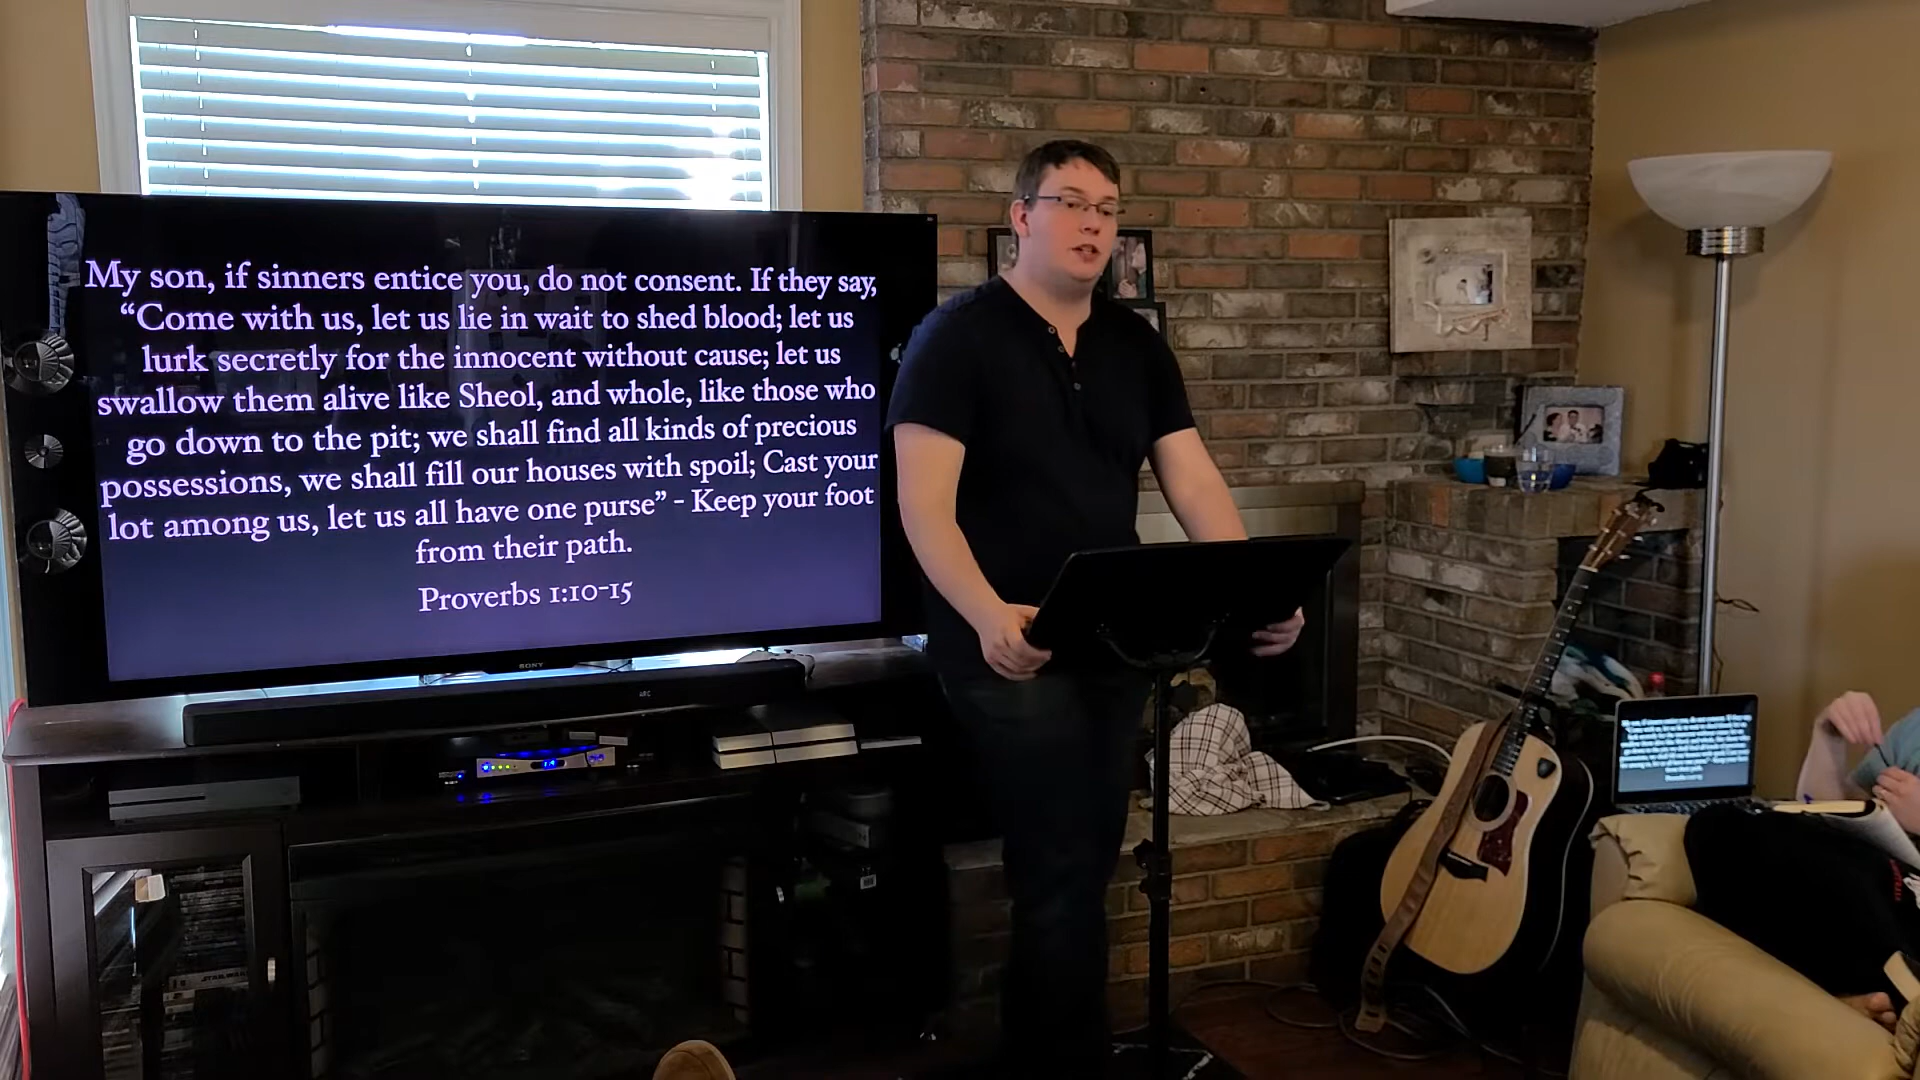 My son, if sinners entice you, do not consent. If they say,
“Come with us, let us lie in wait to shed blood; let us
lurk secretly for the innocent without cause; let us
swallow them alive like Sheol, and whole, like those who
go down to the pit; we shall find all kinds of precious
possessions, we shall fill our houses with spoil; Cast your
lot among us, let us all have one purse” - Keep your foot
from their path.
Proverbs 1:10-15
SONY
ARC
STAR WARS